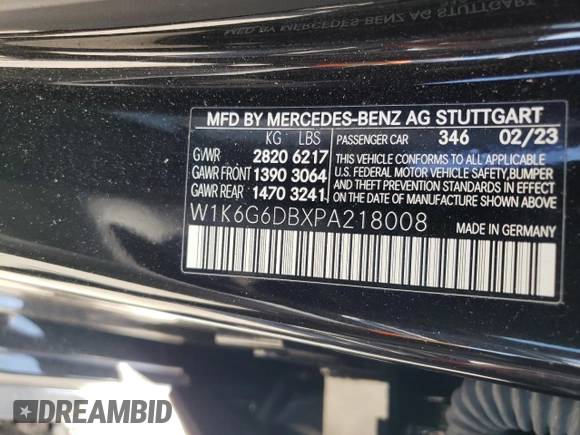 MFD BY MERCEDES-BENZ AG STUTTGART
KG LBS PASSENGER CAR 346 02/23
GVWR 2820 6217
GAWR FRONT 1390 3064
GAWR REAR 1470 3241
THIS VEHICLE CONFORMS TO ALL APPLICABLE
U.S. FEDERAL MOTOR VEHICLE SAFETY, BUMPER, AND
THEFT PREVENTION STANDARDS IN EFFECT ON THE
DATE OF MANUFACTURE SHOWN ABOVE.
W1K6G6DBXPA218008
MADE IN GERMANY
DREAMBID